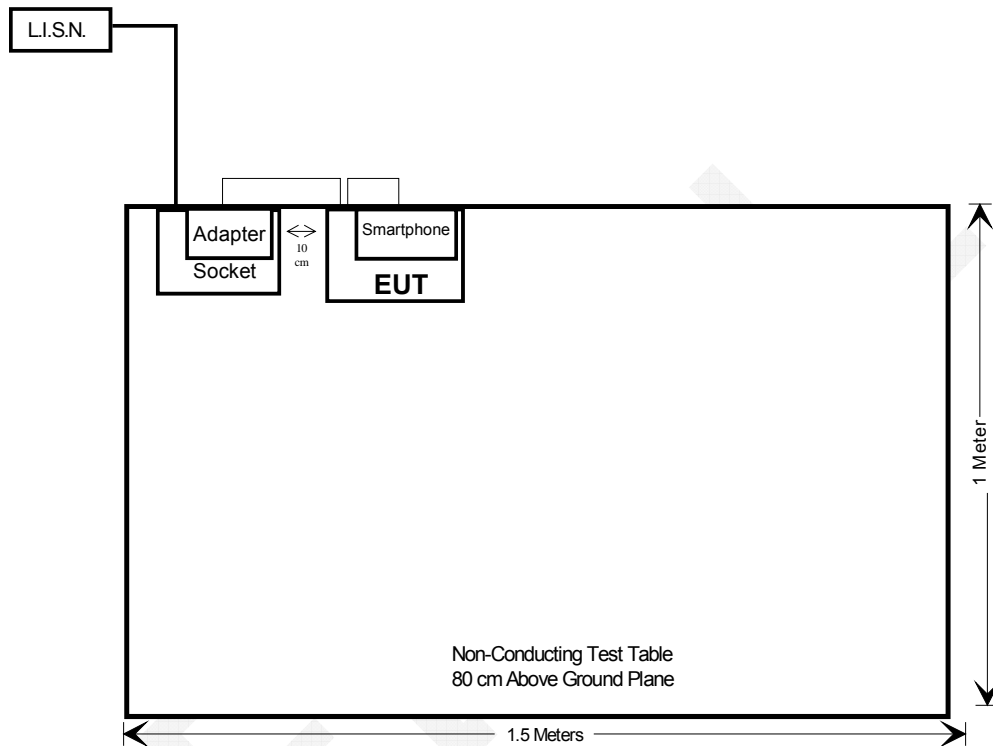 L.I.S.N.
Adapter
Socket
10
cm
Smartphone
EUT
1 Meter
Non-Conducting Test Table
80 cm Above Ground Plane
1.5 Meters